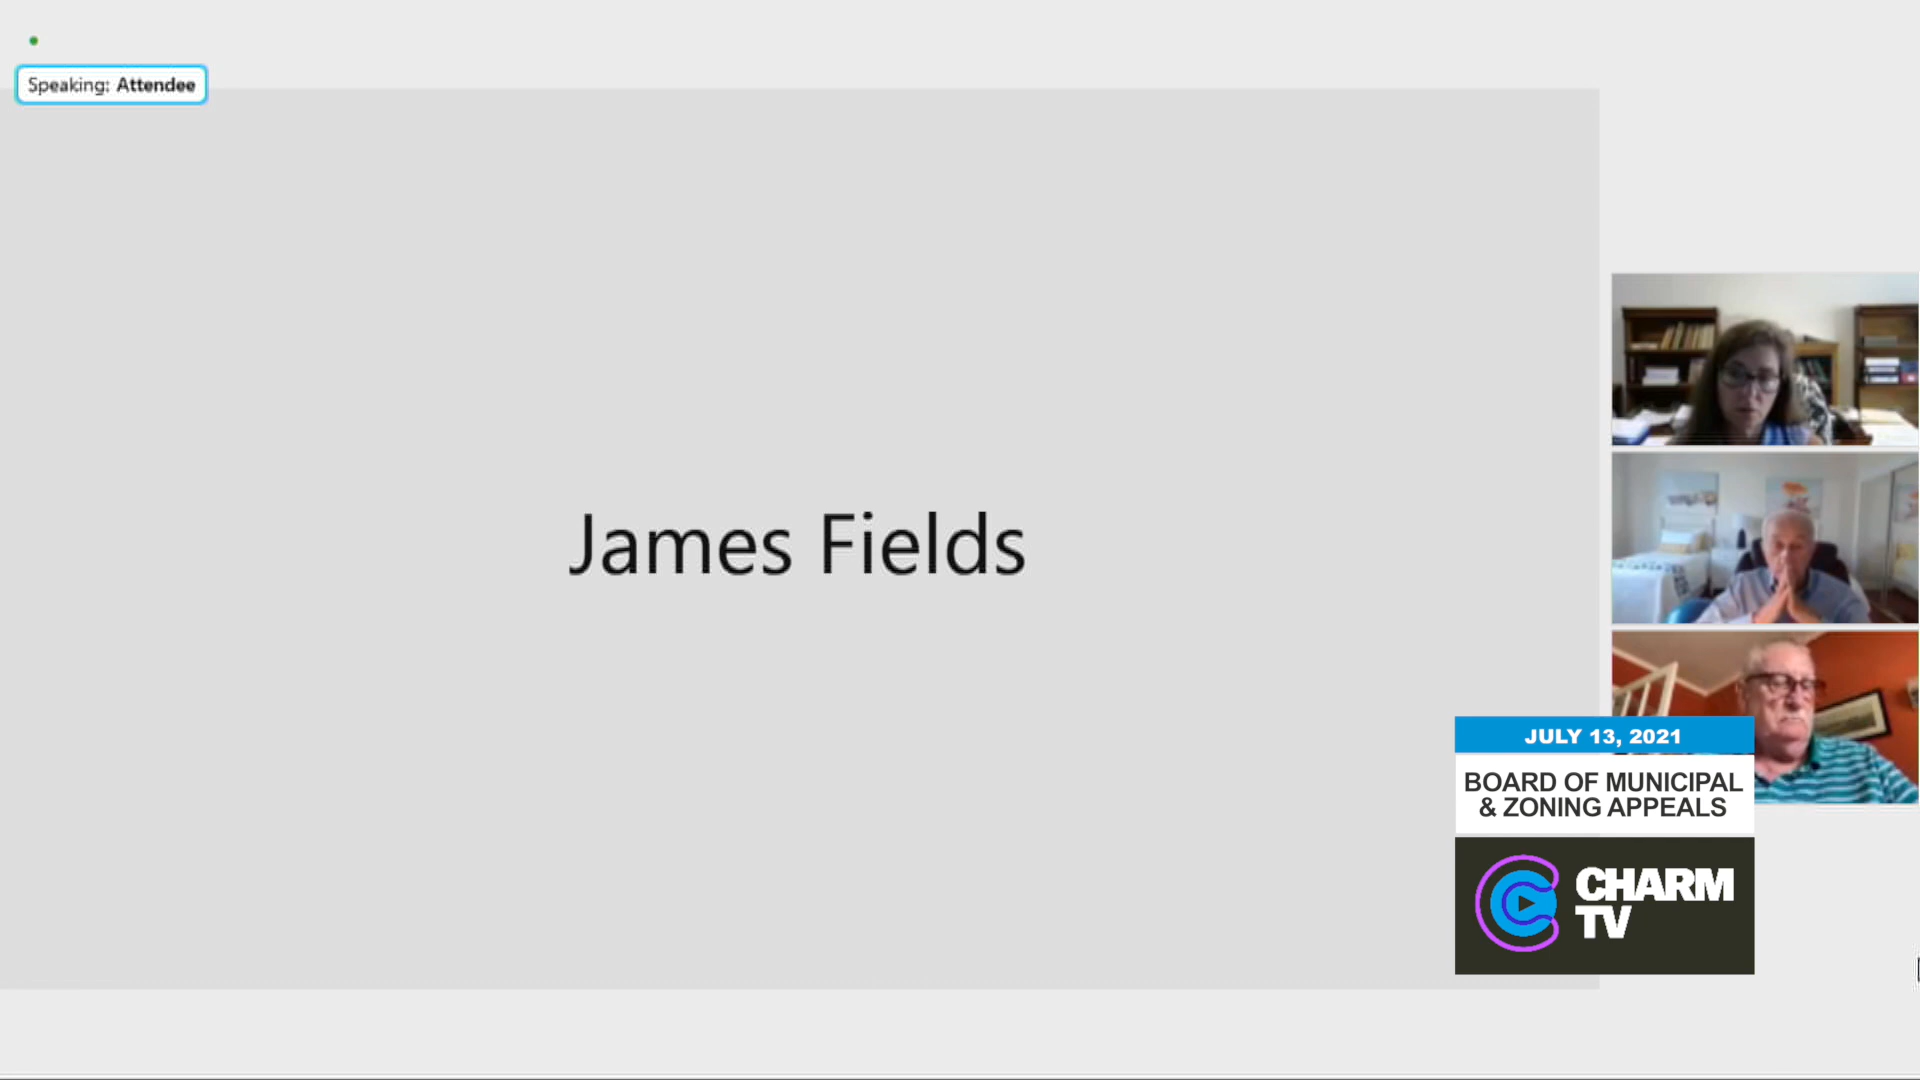 Speaking: Attendee
James Fields
JULY 13, 2021
BOARD OF MUNICIPAL
& ZONING APPEALS
CHARM
TV